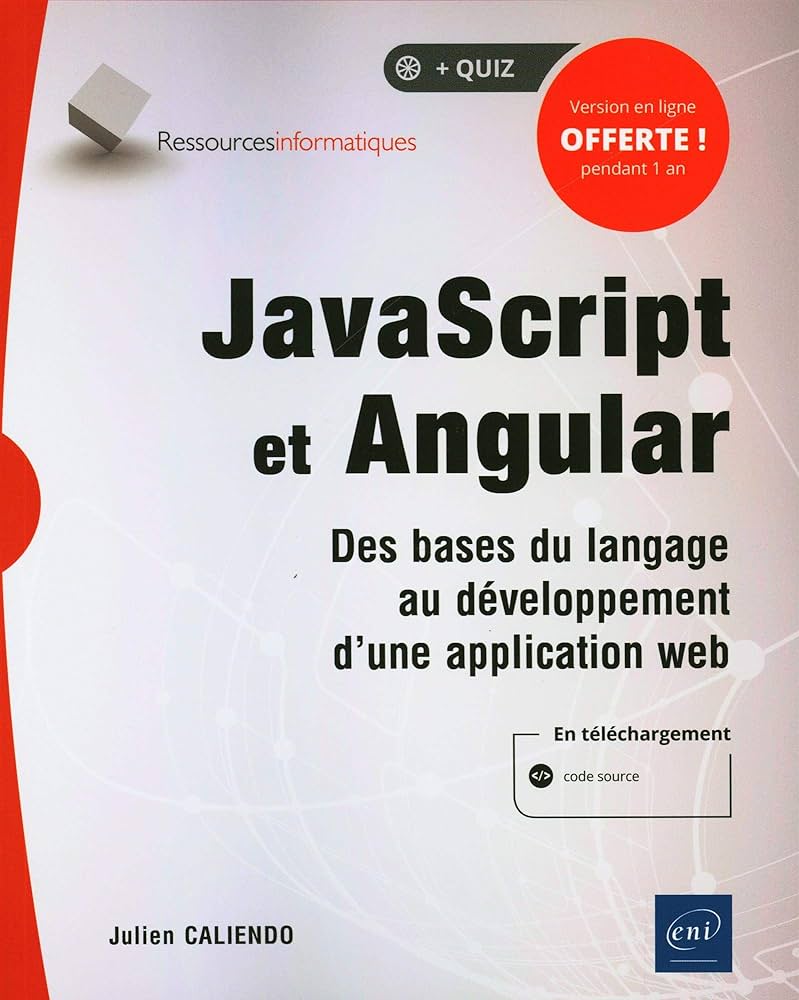 + QUIZ
Version en ligne
OFFERTE !
pendant 1 an
Ressourcesinformatiques
JavaScript
et Angular
Des bases du langage
au développement
d'une application web
En téléchargement
</> code source
Julien CALIENDO
eni